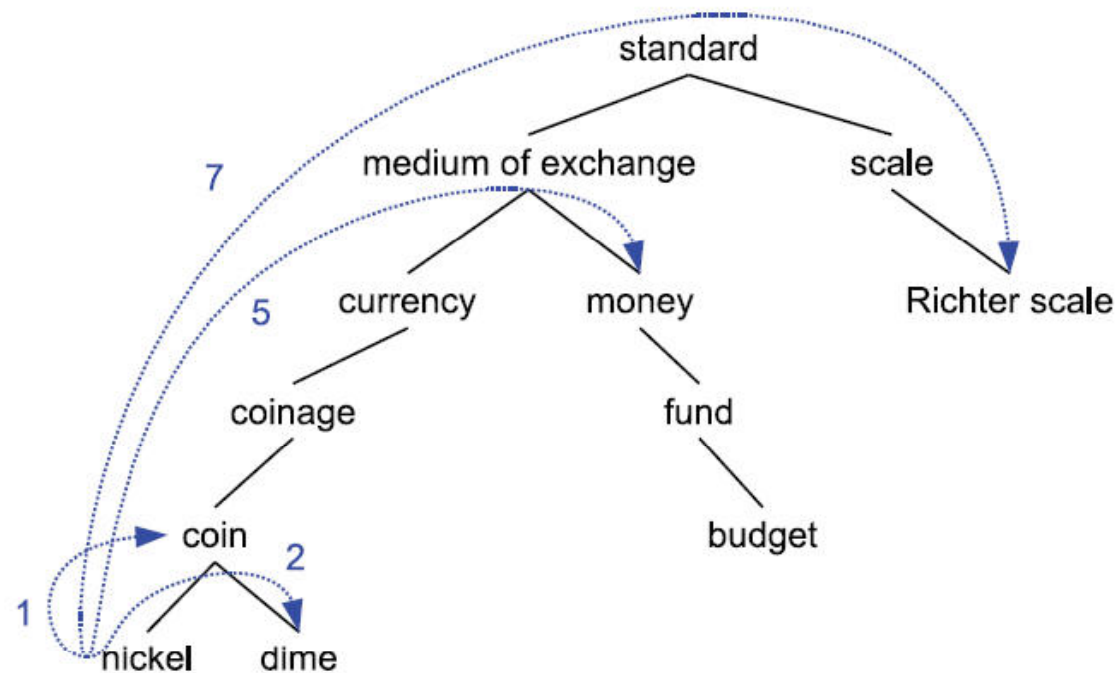 standard
7
medium of exchange scale
5
currency money Richter scale
coinage fund
coin budget
2
1
nickel dime